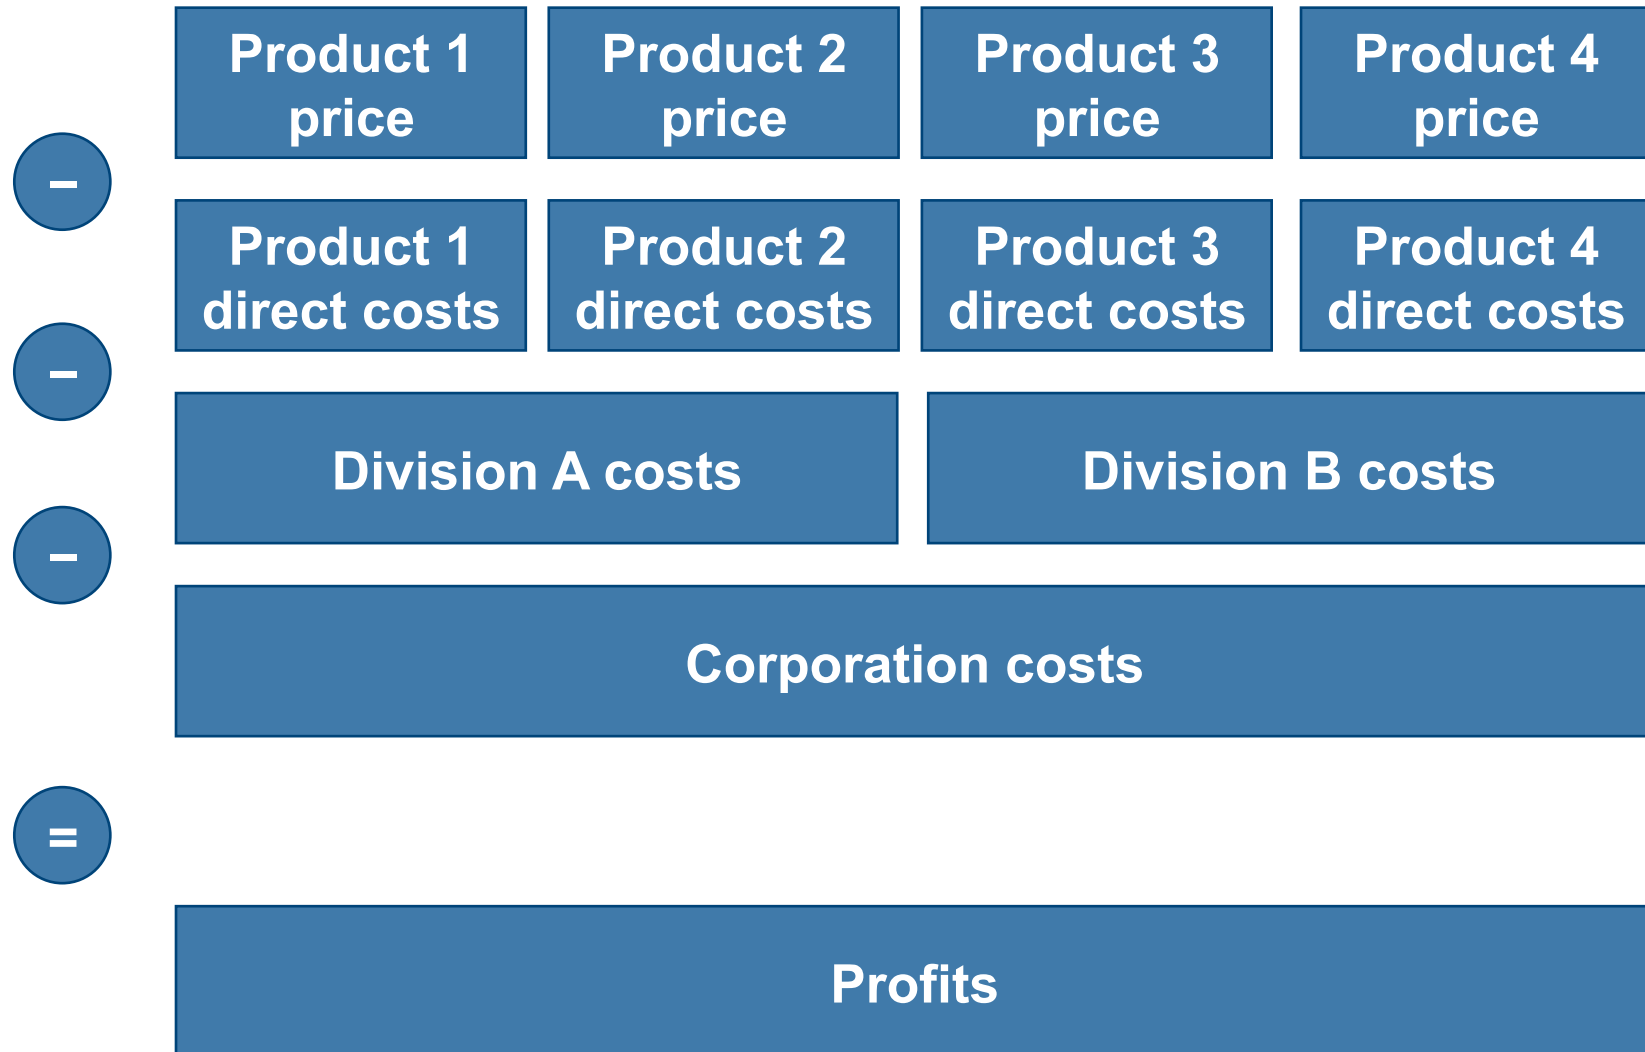 Product 1 Product 2 Product 3 Product 4
price price price price
–
Product 1 Product 2 Product 3 Product 4
direct costs direct costs direct costs direct costs
–
Division A costs Division B costs
–
Corporation costs
=
Profits